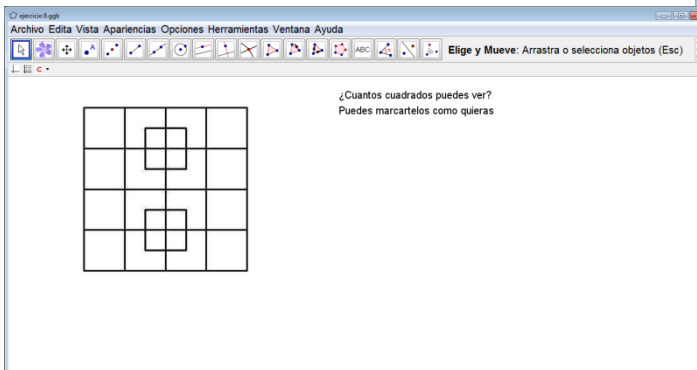 ejercicio 8.ggb
Archivo Edita Vista Apariencias Opciones Herramientas Ventana Ayuda
A
ABC
Elige y Mueve: Arrastra o selecciona objetos (Esc)
¿Cuantos cuadrados puedes ver?
Puedes marcartelos como quieras